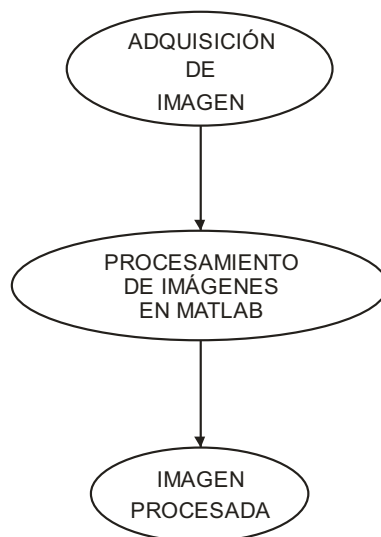 ADQUISICIÓN
DE
IMAGEN
PROCESAMIENTO
DE IMÁGENES
EN MATLAB
IMAGEN
PROCESADA